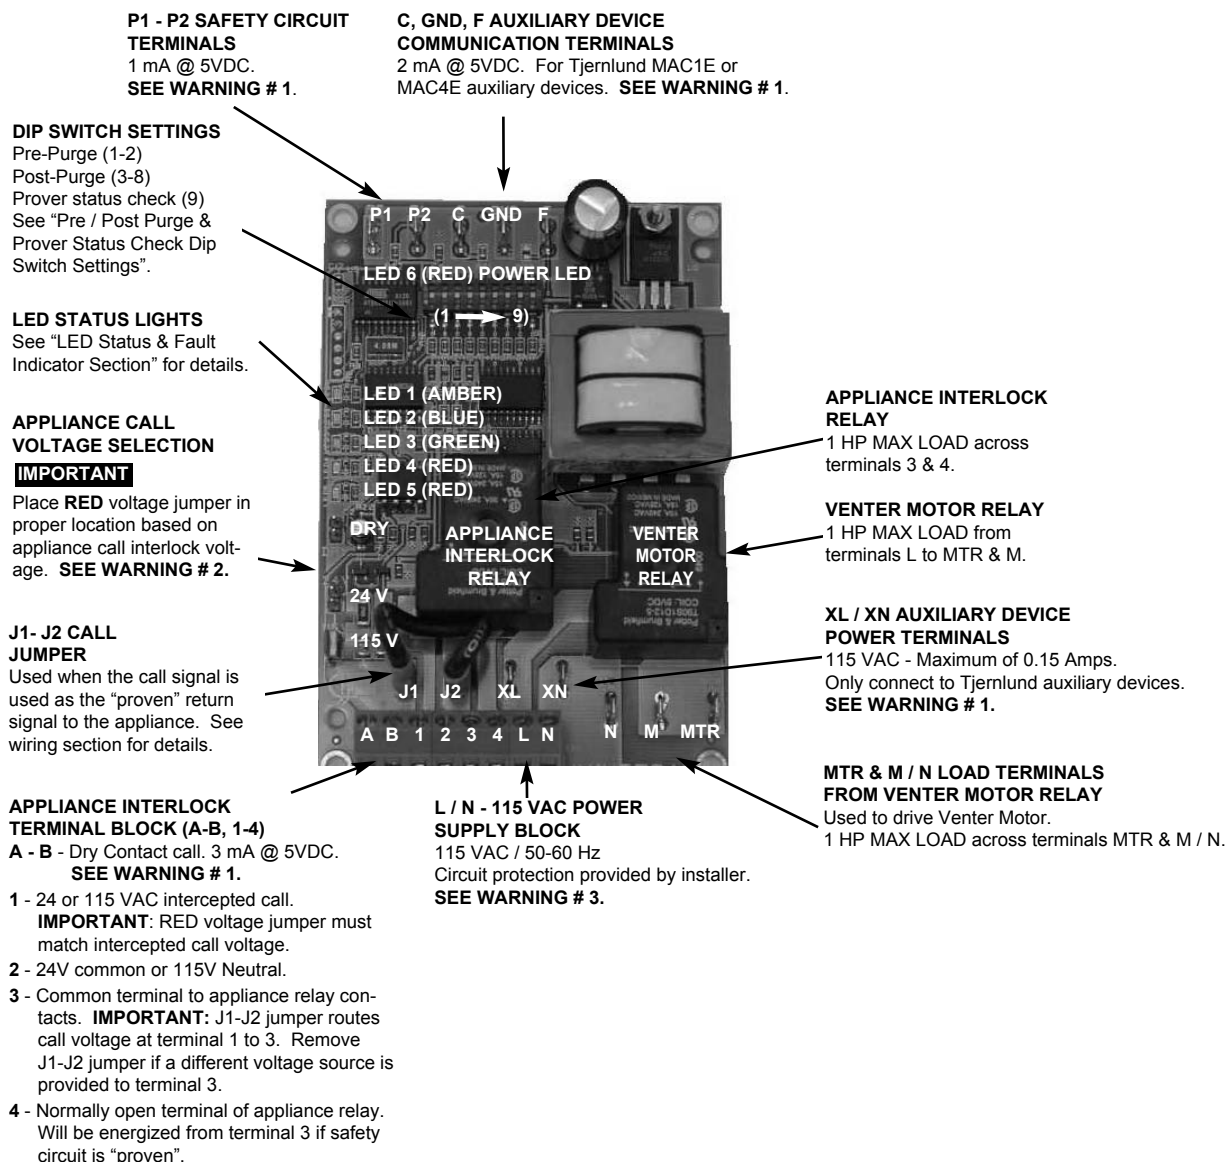 P1 - P2 SAFETY CIRCUIT
TERMINALS
1 mA @ 5VDC.
SEE WARNING # 1.
C, GND, F AUXILIARY DEVICE
COMMUNICATION TERMINALS
2 mA @ 5VDC. For Tjernlund MAC1E or
MAC4E auxiliary devices. SEE WARNING # 1.
DIP SWITCH SETTINGS
Pre-Purge (1-2)
Post-Purge (3-8)
Prover status check (9)
See “Pre / Post Purge &
Prover Status Check Dip
Switch Settings”.
LED STATUS LIGHTS
See “LED Status & Fault
Indicator Section” for details.
APPLIANCE CALL
VOLTAGE SELECTION
IMPORTANT
Place RED voltage jumper in
proper location based on
appliance call interlock volt-
age. SEE WARNING # 2.
J1- J2 CALL
JUMPER
Used when the call signal is
used as the “proven” return
signal to the appliance. See
wiring section for details.
P1 P2 C GND F
LED 6 (RED) POWER LED
(1 9)
4.00M
LED 1 (AMBER)
LED 2 (BLUE)
LED 3 (GREEN)
LED 4 (RED)
LED 5 (RED)
DRY
24 V
115 V
APPLIANCE
INTERLOCK
RELAY
VENTER
MOTOR
RELAY
Potter & Brumfield
Potter & Brumfield
COIL: 5VDC
J1 J2 XL XN
A B 1 2 3 4 L N
N M MTR
APPLIANCE INTERLOCK
RELAY
1 HP MAX LOAD across
terminals 3 & 4.
VENTER MOTOR RELAY
1 HP MAX LOAD from
terminals L to MTR & M.
XL / XN AUXILIARY DEVICE
POWER TERMINALS
115 VAC - Maximum of 0.15 Amps.
Only connect to Tjernlund auxiliary devices.
SEE WARNING # 1.
MTR & M / N LOAD TERMINALS
FROM VENTER MOTOR RELAY
Used to drive Venter Motor.
1 HP MAX LOAD across terminals MTR & M / N.
APPLIANCE INTERLOCK
TERMINAL BLOCK (A-B, 1-4)
A - B - Dry Contact call. 3 mA @ 5VDC.
SEE WARNING # 1.
1 - 24 or 115 VAC intercepted call.
IMPORTANT: RED voltage jumper must
match intercepted call voltage.
2 - 24V common or 115V Neutral.
3 - Common terminal to appliance relay con-
tacts. IMPORTANT: J1-J2 jumper routes
call voltage at terminal 1 to 3. Remove
J1-J2 jumper if a different voltage source is
provided to terminal 3.
4 - Normally open terminal of appliance relay.
Will be energized from terminal 3 if safety
circuit is “proven”.
L / N - 115 VAC POWER
SUPPLY BLOCK
115 VAC / 50-60 Hz
Circuit protection provided by installer.
SEE WARNING # 3.